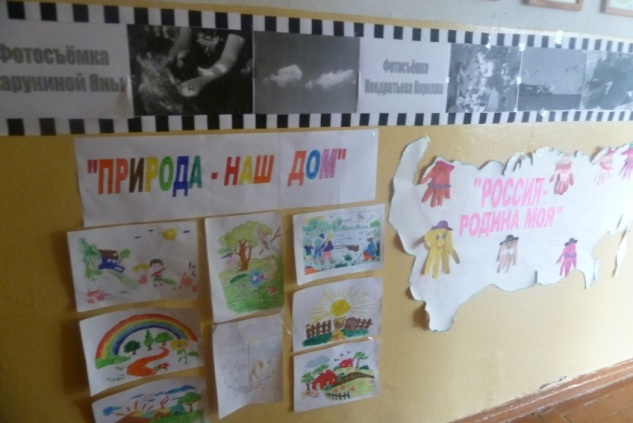 Фотосъёмка
аруниной Яны
Фотосъёмка
Кондратьева Кирилла
"ПРИРОДА - НАШ ДОМ"
"РОССИЯ-
РОДИНА МОЯ"